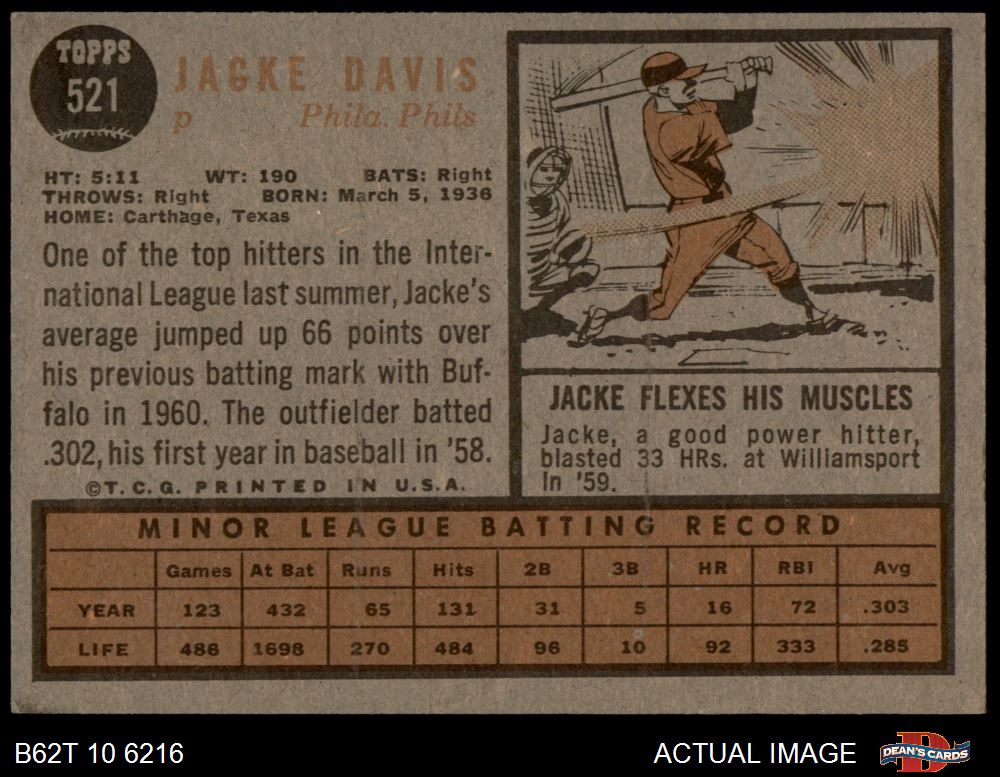 TOPPS
521
JACKE DAVIS
p Phila. Phils
HT: 5:11 WT: 190 BATS: Right
THROWS: Right BORN: March 5, 1936
HOME: Carthage, Texas
One of the top hitters in the Inter-
national League last summer, Jacke's
average jumped up 66 points over
his previous batting mark with Buf-
falo in 1960. The outfielder batted
.302, his first year in baseball in '58.
©T.C.G. PRINTED IN U.S.A.
JACKE FLEXES HIS MUSCLES
Jacke, a good power hitter,
blasted 33 HRs. at Williamsport
in '59.
MINOR LEAGUE BATTING RECORD
Games At Bat Runs Hits 2B 3B HR RBI Avg
YEAR 123 432 65 131 31 5 16 72 .303
LIFE 486 1698 270 484 96 10 92 333 .285
B62T 10 6216 ACTUAL IMAGE DEAN'S CARDS